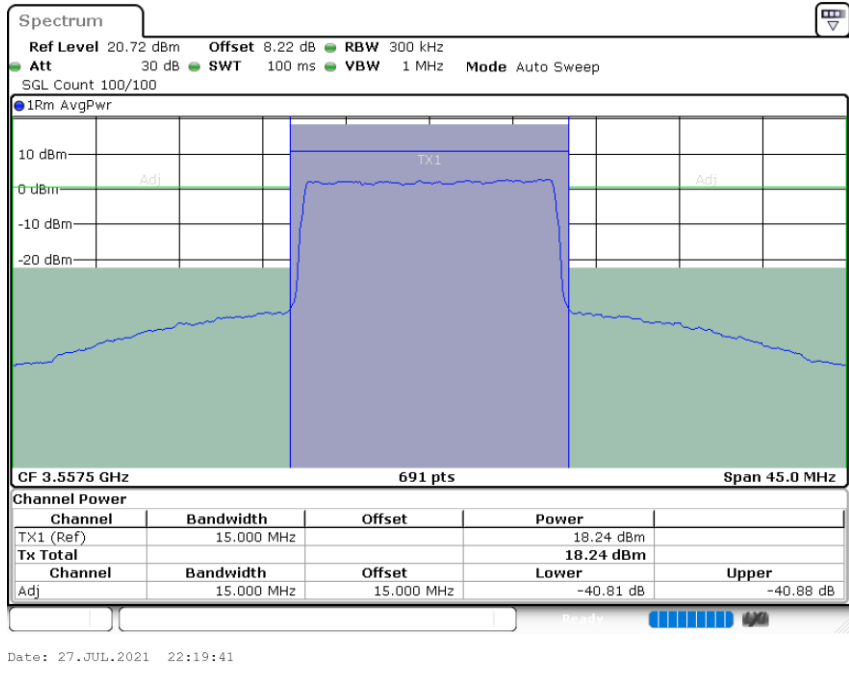 Spectrum
Ref Level 20.72 dBm Offset 8.22 dB RBW 300 kHz
Att 30 dB SWT 100 ms VBW 1 MHz Mode Auto Sweep
SGL Count 100/100
1Rm AvgPwr
10 dBm
TX1
Adj Adj
0 dBm
-10 dBm
-20 dBm
CF 3.5575 GHz 691 pts Span 45.0 MHz
Channel Power
Channel Bandwidth Offset Power
TX1 (Ref) 15.000 MHz 18.24 dBm
Tx Total 18.24 dBm
Channel Bandwidth Offset Lower Upper
Adj 15.000 MHz 15.000 MHz -40.81 dB -40.88 dB
Ready
Date: 27.JUL.2021 22:19:41